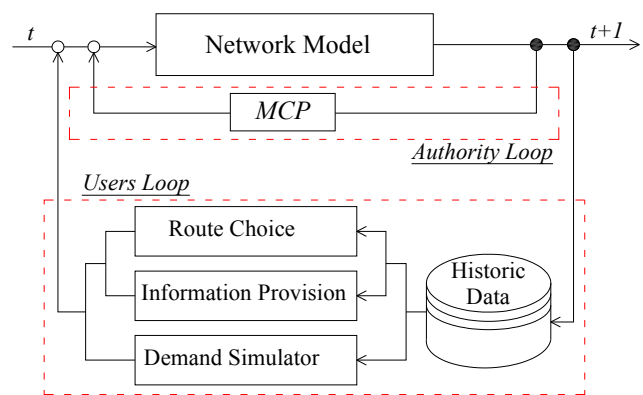 t
Network Model
t+1
MCP
Authority Loop
Users Loop
Route Choice
Information Provision
Demand Simulator
Historic
Data